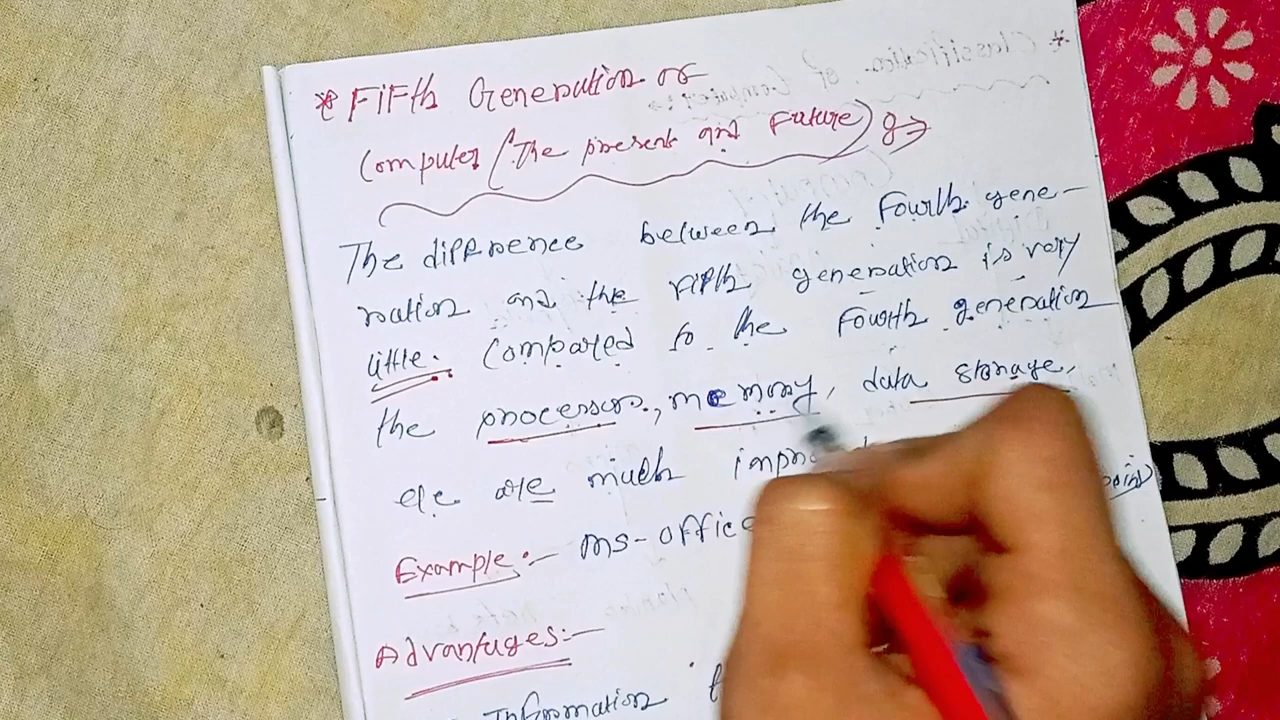 * Fifth Generation or
Computer (The present and Future) :→
The difference between the Fourth gene-
ration and the Fifth generation is very
little. Compared to the Fourth generation
the processor, memory, data storage,
etc are much
Example:- MS-Office
Advantages:-
Information